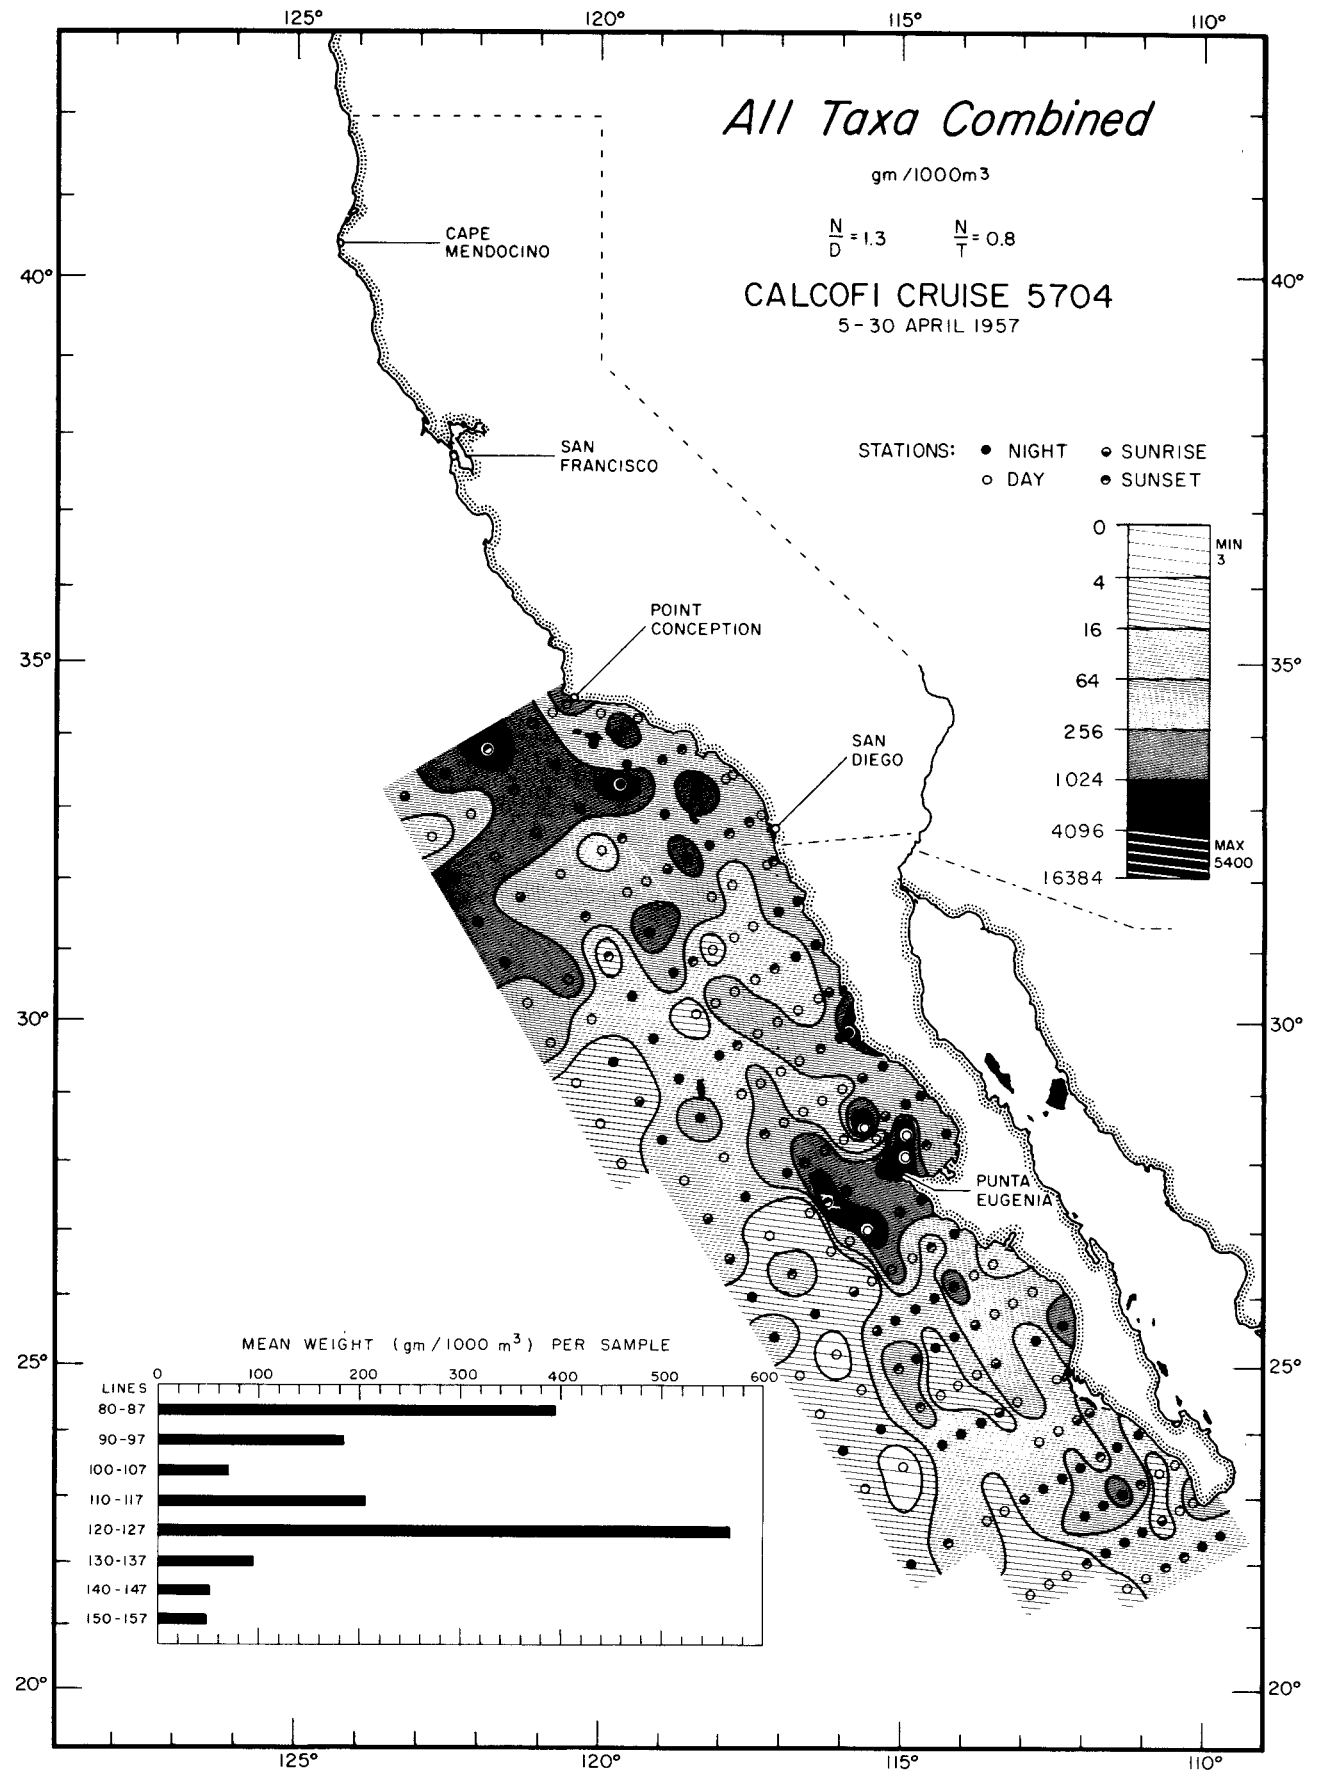 125° 120° 115° 110°
All Taxa Combined
gm/1000m³
N/D = 1.3 N/T = 0.8
CALCOFI CRUISE 5704
5-30 APRIL 1957
CAPE
MENDOCINO
40° 40°
SAN
FRANCISCO
STATIONS: NIGHT SUNRISE
DAY SUNSET
0
MIN
3
4
16
64
256
1024
4096
MAX
5400
16384
POINT
CONCEPTION
35° 35°
SAN
DIEGO
30° 30°
PUNTA
EUGENIA
25° 25°
MEAN WEIGHT (gm/1000 m³) PER SAMPLE
LINES 0 100 200 300 400 500 600
80-87
90-97
100-107
110-117
120-127
130-137
140-147
150-157
20° 20°
125° 120° 115° 110°